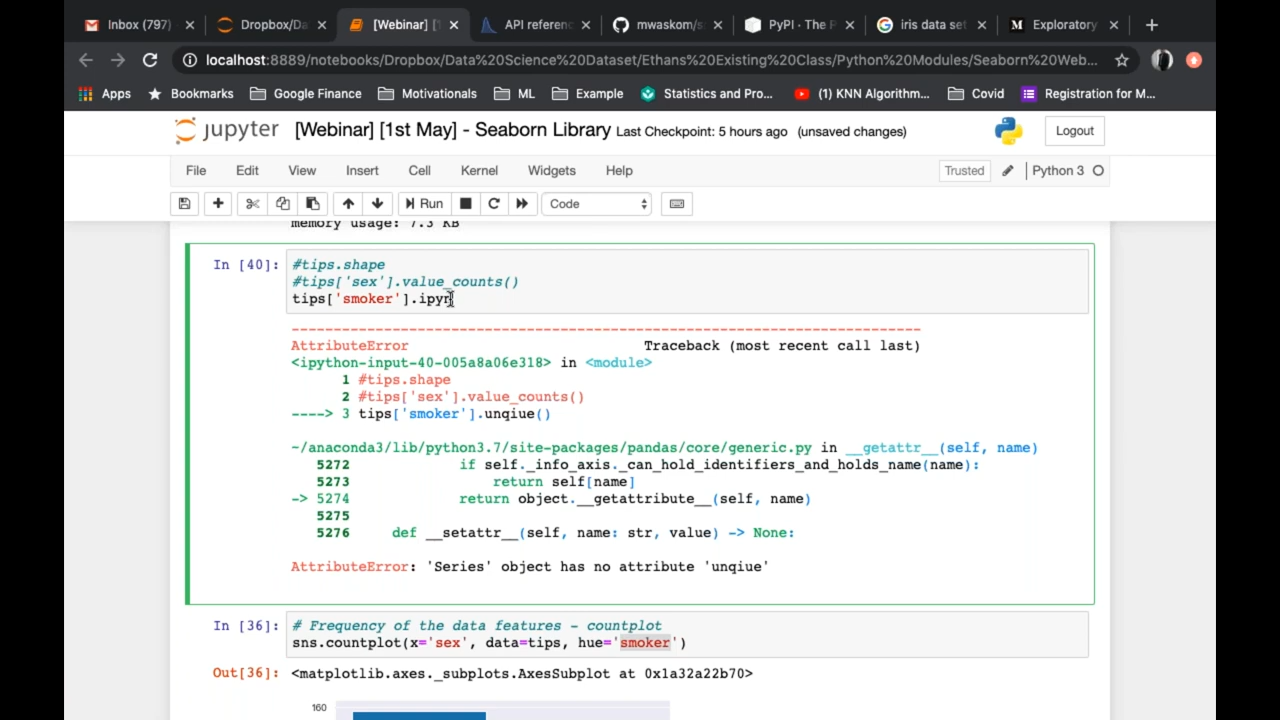 Inbox (797)
Dropbox/Da
[Webinar] [1
API referenc
mwaskom/s
PyPI · The P
iris data set
Exploratory
localhost:8889/notebooks/Dropbox/Data%20Science%20Dataset/Ethans%20Existing%20Class/Python%20Modules/Seaborn%20Web...
Apps
Bookmarks
Google Finance
Motivationals
ML
Example
Statistics and Pro...
(1) KNN Algorithm...
Covid
Registration for M...
jupyter [Webinar] [1st May] - Seaborn Library Last Checkpoint: 5 hours ago (unsaved changes)
Logout
File Edit View Insert Cell Kernel Widgets Help
Trusted
Python 3
Run
Code
memory usage: 7.3 KB
In [40]: #tips.shape
#tips['sex'].value_counts()
tips['smoker'].ipyn
---------------------------------------------------------------------------
AttributeError Traceback (most recent call last)
<ipython-input-40-005a8a06e318> in <module>
1 #tips.shape
2 #tips['sex'].value_counts()
----> 3 tips['smoker'].unqiue()
~/anaconda3/lib/python3.7/site-packages/pandas/core/generic.py in __getattr__(self, name)
5272 if self._info_axis._can_hold_identifiers_and_holds_name(name):
5273 return self[name]
-> 5274 return object.__getattribute__(self, name)
5275
5276 def __setattr__(self, name: str, value) -> None:
AttributeError: 'Series' object has no attribute 'unqiue'
In [36]: # Frequency of the data features - countplot
sns.countplot(x='sex', data=tips, hue='smoker')
Out[36]: <matplotlib.axes._subplots.AxesSubplot at 0x1a32a22b70>
160